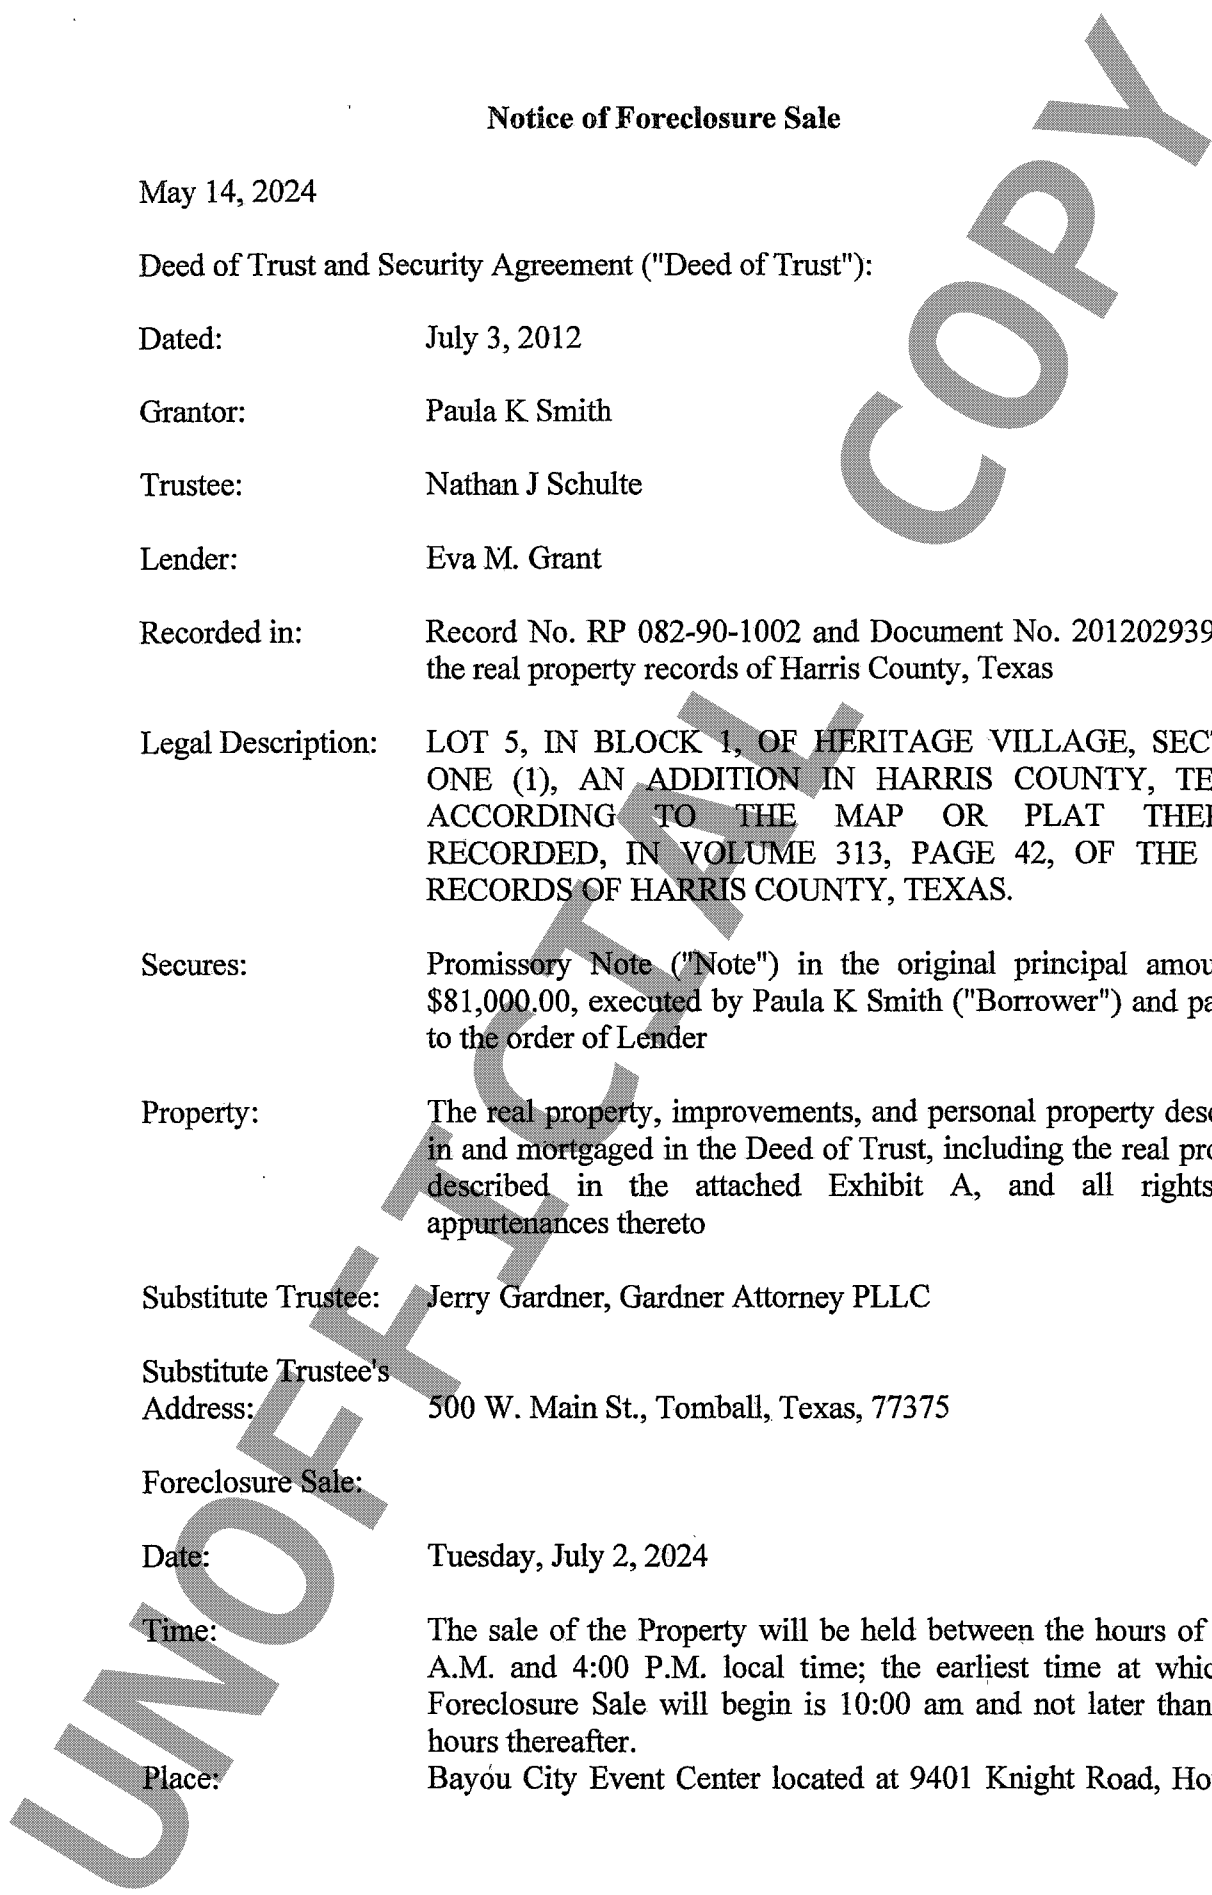 Notice of Foreclosure Sale
May 14, 2024
Deed of Trust and Security Agreement ("Deed of Trust"):
Dated: July 3, 2012
Grantor: Paula K Smith
Trustee: Nathan J Schulte
Lender: Eva M. Grant
Recorded in: Record No. RP 082-90-1002 and Document No. 201202939
the real property records of Harris County, Texas
Legal Description: LOT 5, IN BLOCK 1, OF HERITAGE VILLAGE, SEC
ONE (1), AN ADDITION IN HARRIS COUNTY, TE
ACCORDING TO THE MAP OR PLAT THE
RECORDED, IN VOLUME 313, PAGE 42, OF THE
RECORDS OF HARRIS COUNTY, TEXAS.
Secures: Promissory Note ("Note") in the original principal amou
$81,000.00, executed by Paula K Smith ("Borrower") and pa
to the order of Lender
Property: The real property, improvements, and personal property desc
in and mortgaged in the Deed of Trust, including the real pro
described in the attached Exhibit A, and all rights
appurtenances thereto
Substitute Trustee: Jerry Gardner, Gardner Attorney PLLC
Substitute Trustee's
Address: 500 W. Main St., Tomball, Texas, 77375
Foreclosure Sale:
Date: Tuesday, July 2, 2024
Time: The sale of the Property will be held between the hours of
A.M. and 4:00 P.M. local time; the earliest time at whic
Foreclosure Sale will begin is 10:00 am and not later than
hours thereafter.
Place: Bayou City Event Center located at 9401 Knight Road, Ho
UNOFFICIAL COPY